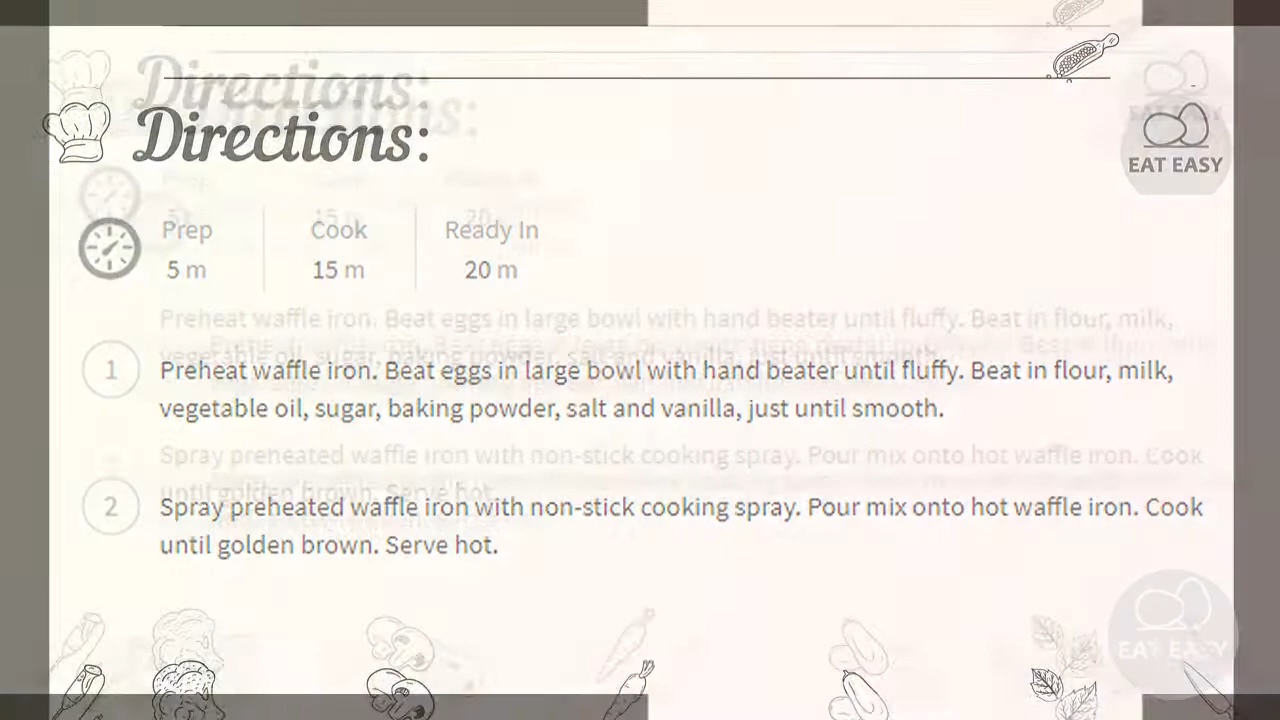 Directions:
EAT EASY
Prep Cook Ready In
5 m 15 m 20 m
1 Preheat waffle iron. Beat eggs in large bowl with hand beater until fluffy. Beat in flour, milk,
vegetable oil, sugar, baking powder, salt and vanilla, just until smooth.
2 Spray preheated waffle iron with non-stick cooking spray. Pour mix onto hot waffle iron. Cook
until golden brown. Serve hot.
EAT EASY